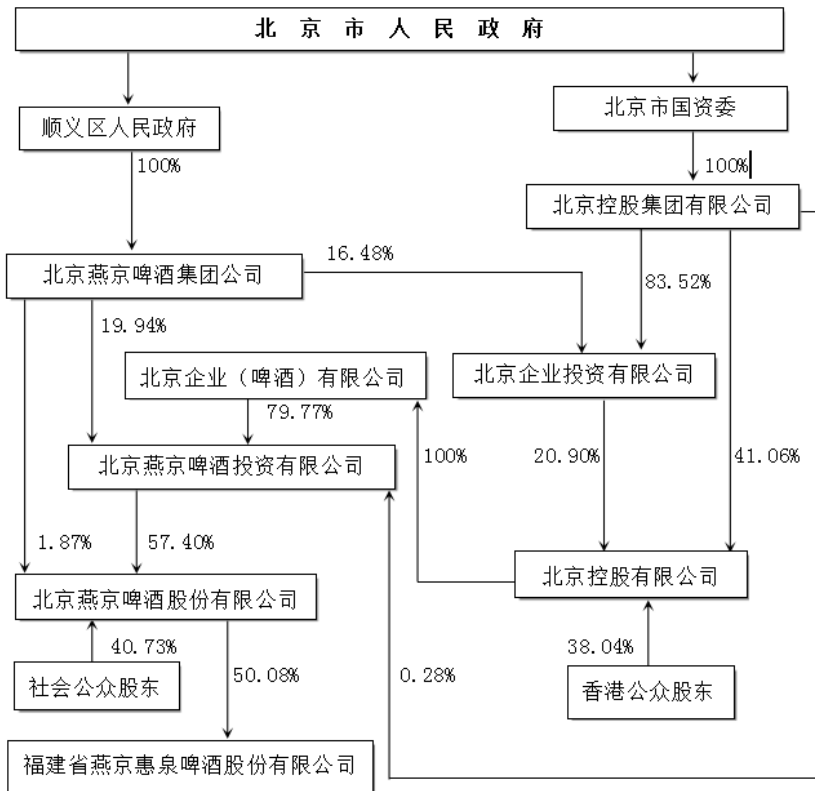 北京市人民政府
顺义区人民政府
北京市国资委
100%
100%
北京控股集团有限公司
北京燕京啤酒集团公司
16.48%
83.52%
19.94%
北京企业（啤酒）有限公司
北京企业投资有限公司
79.77%
北京燕京啤酒投资有限公司
100%
20.90%
41.06%
1.87%
57.40%
北京控股有限公司
北京燕京啤酒股份有限公司
40.73%
38.04%
社会公众股东
50.08%
0.28%
香港公众股东
福建省燕京惠泉啤酒股份有限公司